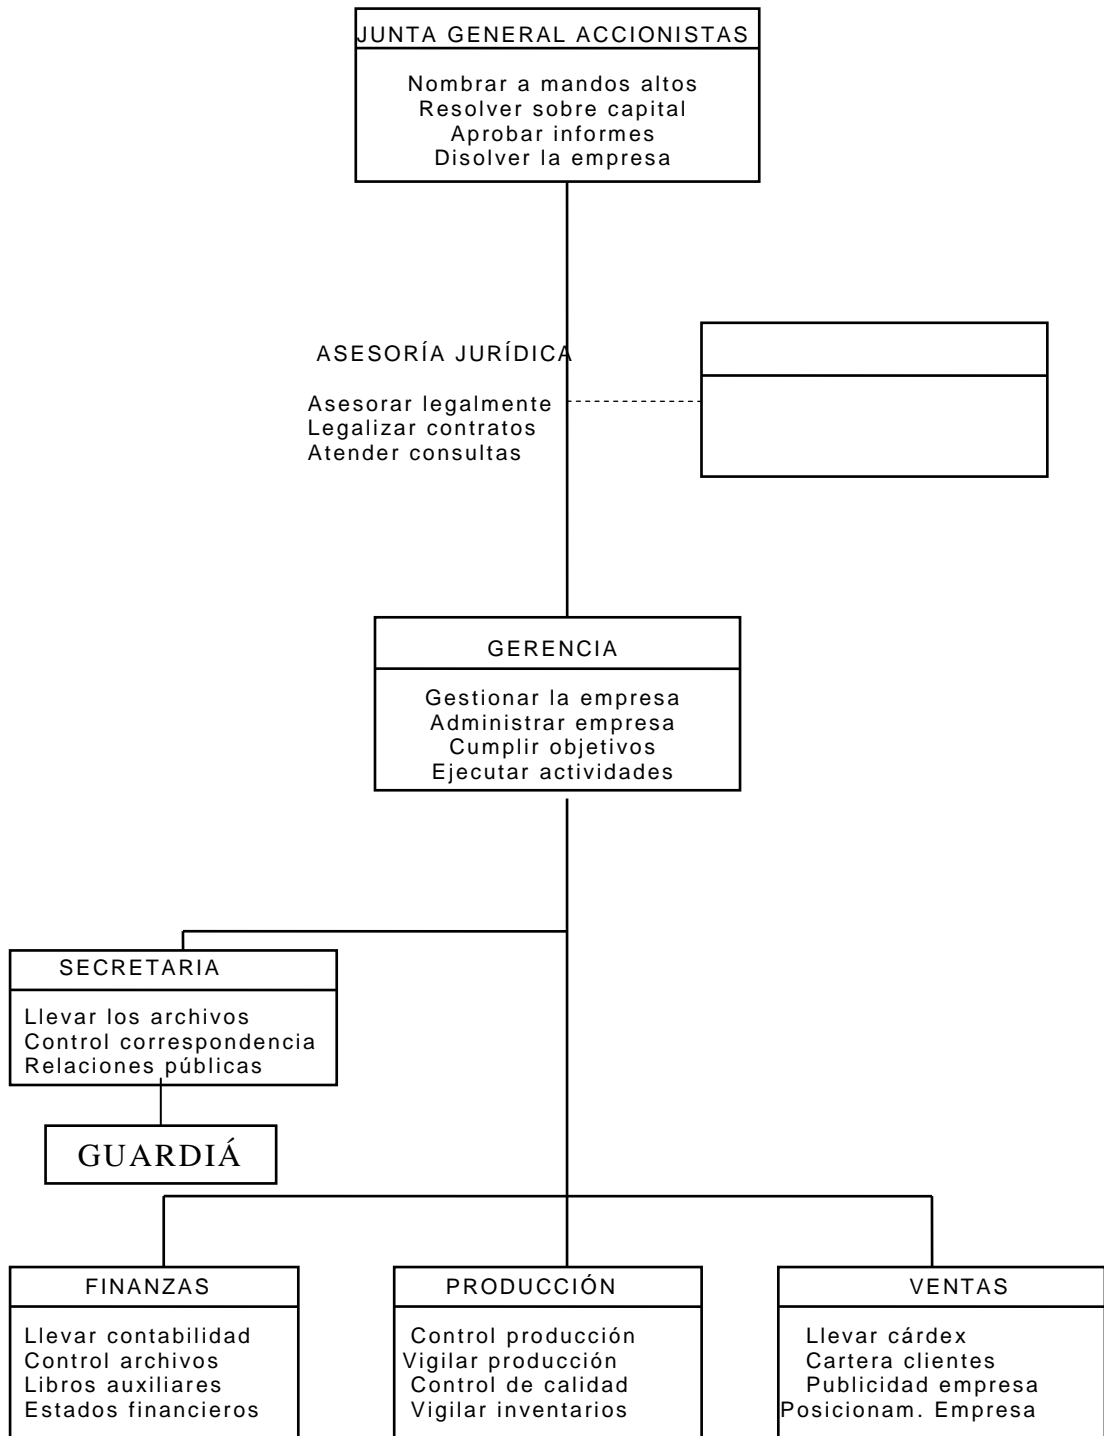 JUNTA GENERAL ACCIONISTAS
Nombrar a mandos altos
Resolver sobre capital
Aprobar informes
Disolver la empresa
ASESORÍA JURÍDICA
Asesorar legalmente
Legalizar contratos
Atender consultas
GERENCIA
Gestionar la empresa
Administrar empresa
Cumplir objetivos
Ejecutar actividades
SECRETARIA
Llevar los archivos
Control correspondencia
Relaciones públicas
GUARDIÁ
FINANZAS
Llevar contabilidad
Control archivos
Libros auxiliares
Estados financieros
PRODUCCIÓN
Control producción
Vigilar producción
Control de calidad
Vigilar inventarios
VENTAS
Llevar cárdex
Cartera clientes
Publicidad empresa
Posicionam. Empresa